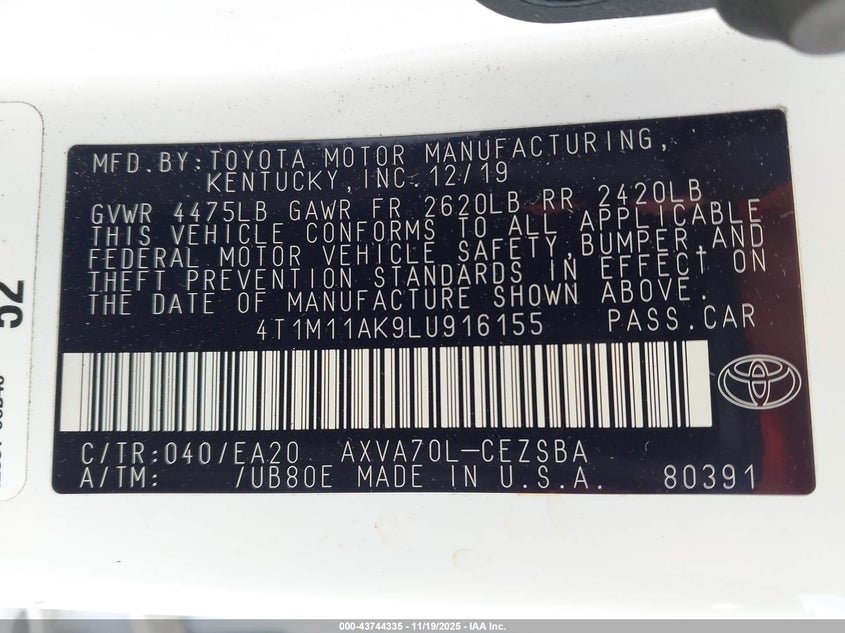 MFD.BY:TOYOTA MOTOR MANUFACTURING,
KENTUCKY,INC.12/19
GVWR 4475LB GAWR FR 2620LB RR 2420LB
THIS VEHICLE CONFORMS TO ALL APPLICABLE
FEDERAL MOTOR VEHICLE SAFETY,BUMPER,AND
THEFT PREVENTION STANDARDS IN EFFECT ON
THE DATE OF MANUFACTURE SHOWN ABOVE.
4T1M11AK9LU916155 PASS.CAR
C/TR:040/EA20 AXVA70L-CEZSBA
A/TM: /UB80E MADE IN U.S.A. 80391
52
000-43744335 - 11/19/2025 - IAA Inc.